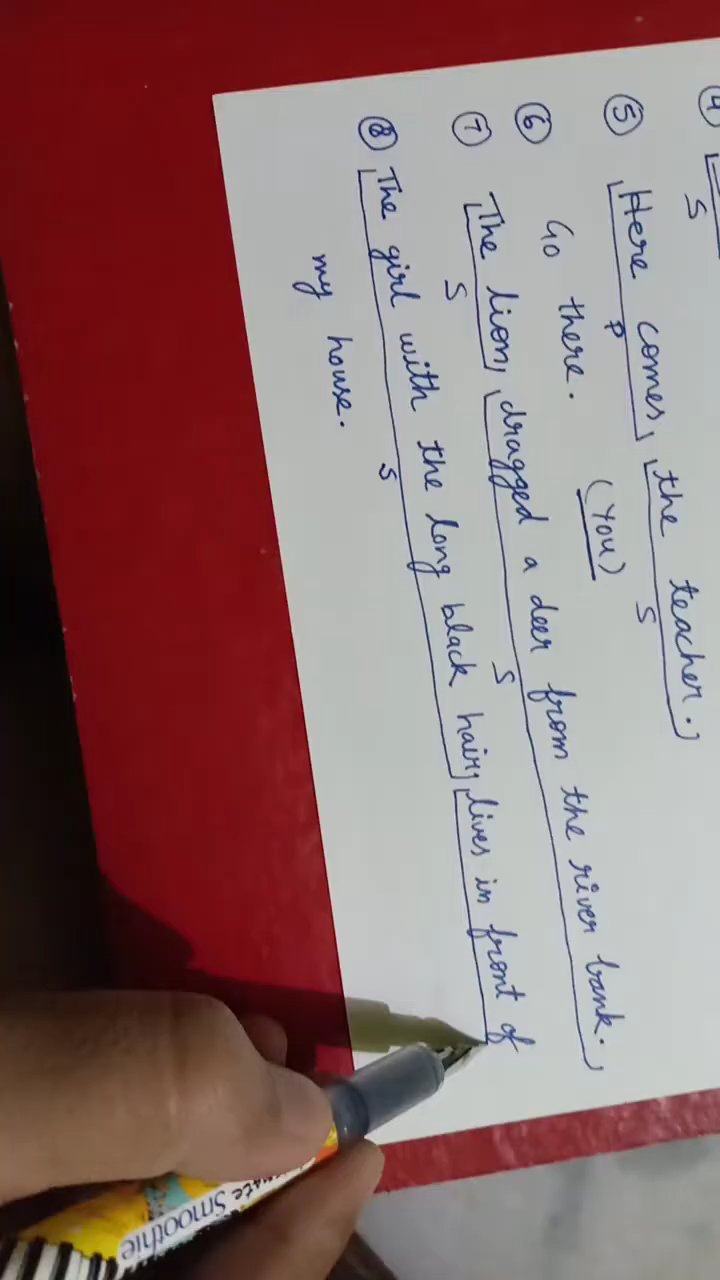 ④
S
⑤ Here comes, the teacher.
P S
⑥ Go there. (You)
⑦ The lion, dragged a deer from the river bank.
S S
⑧ The girl with the long black hair, lives in front of
S
my house.
Smoothie